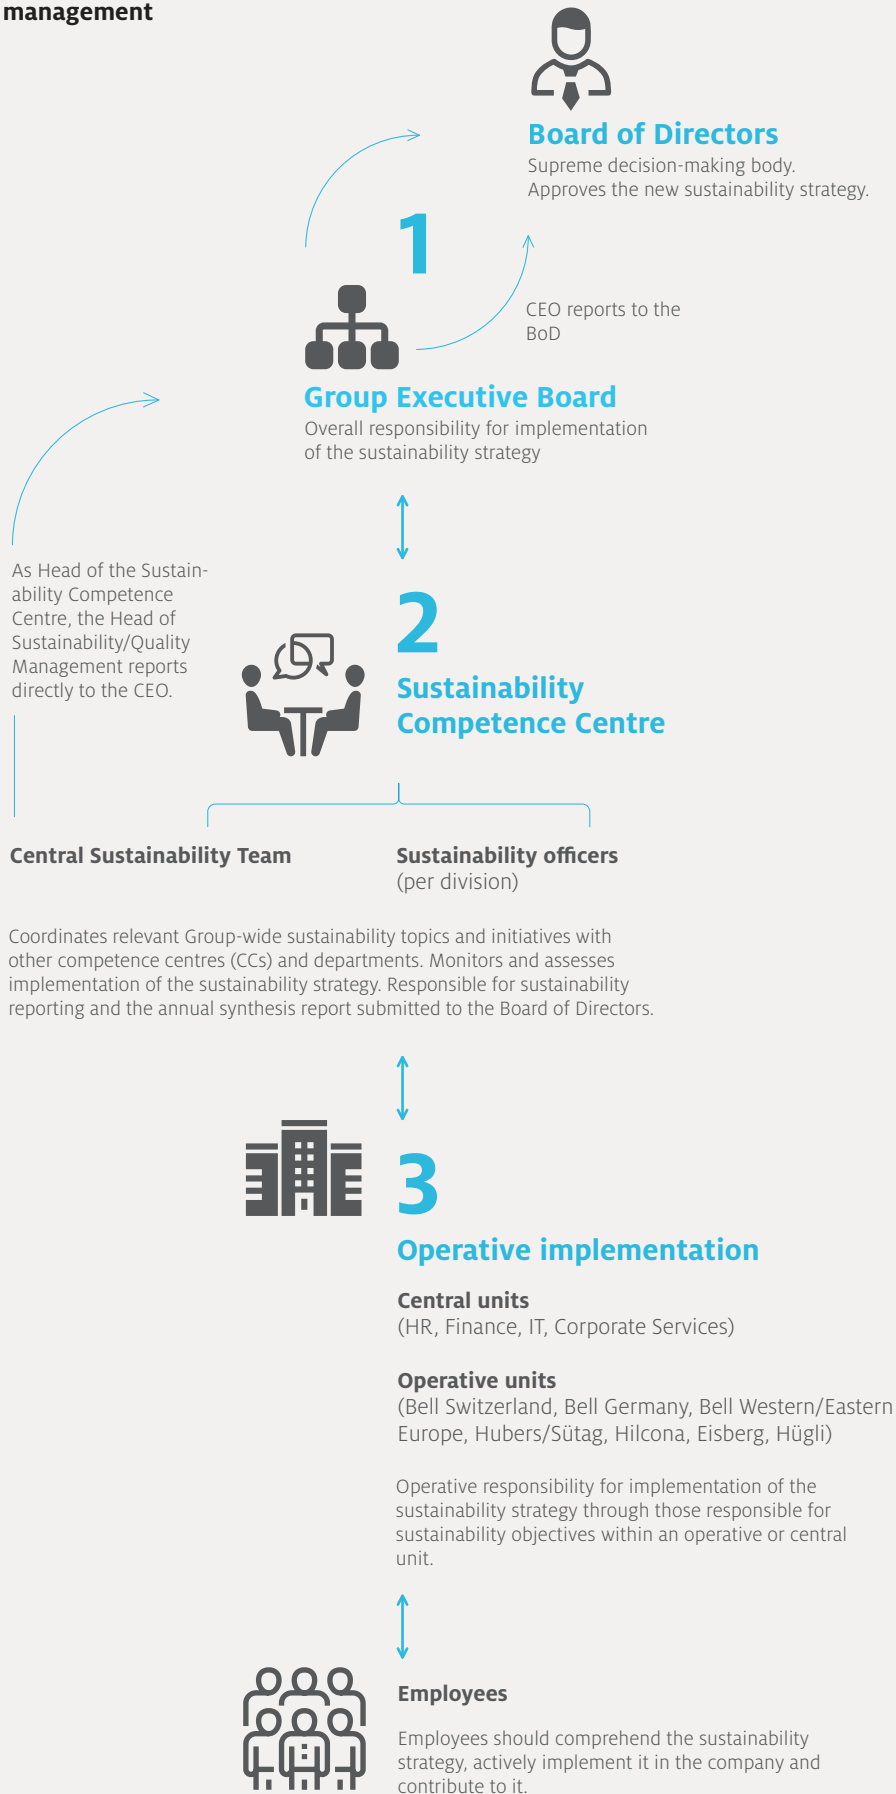 management
Board of Directors
Supreme decision-making body.
Approves the new sustainability strategy.
1
CEO reports to the
BoD
Group Executive Board
Overall responsibility for implementation
of the sustainability strategy
As Head of the Sustain-
ability Competence
Centre, the Head of
Sustainability/Quality
Management reports
directly to the CEO.
2
Sustainability
Competence Centre
Central Sustainability Team
Sustainability officers
(per division)
Coordinates relevant Group-wide sustainability topics and initiatives with
other competence centres (CCs) and departments. Monitors and assesses
implementation of the sustainability strategy. Responsible for sustainability
reporting and the annual synthesis report submitted to the Board of Directors.
3
Operative implementation
Central units
(HR, Finance, IT, Corporate Services)
Operative units
(Bell Switzerland, Bell Germany, Bell Western/Eastern
Europe, Hubers/Sütag, Hilcona, Eisberg, Hügli)
Operative responsibility for implementation of the
sustainability strategy through those responsible for
sustainability objectives within an operative or central
unit.
Employees
Employees should comprehend the sustainability
strategy, actively implement it in the company and
contribute to it.